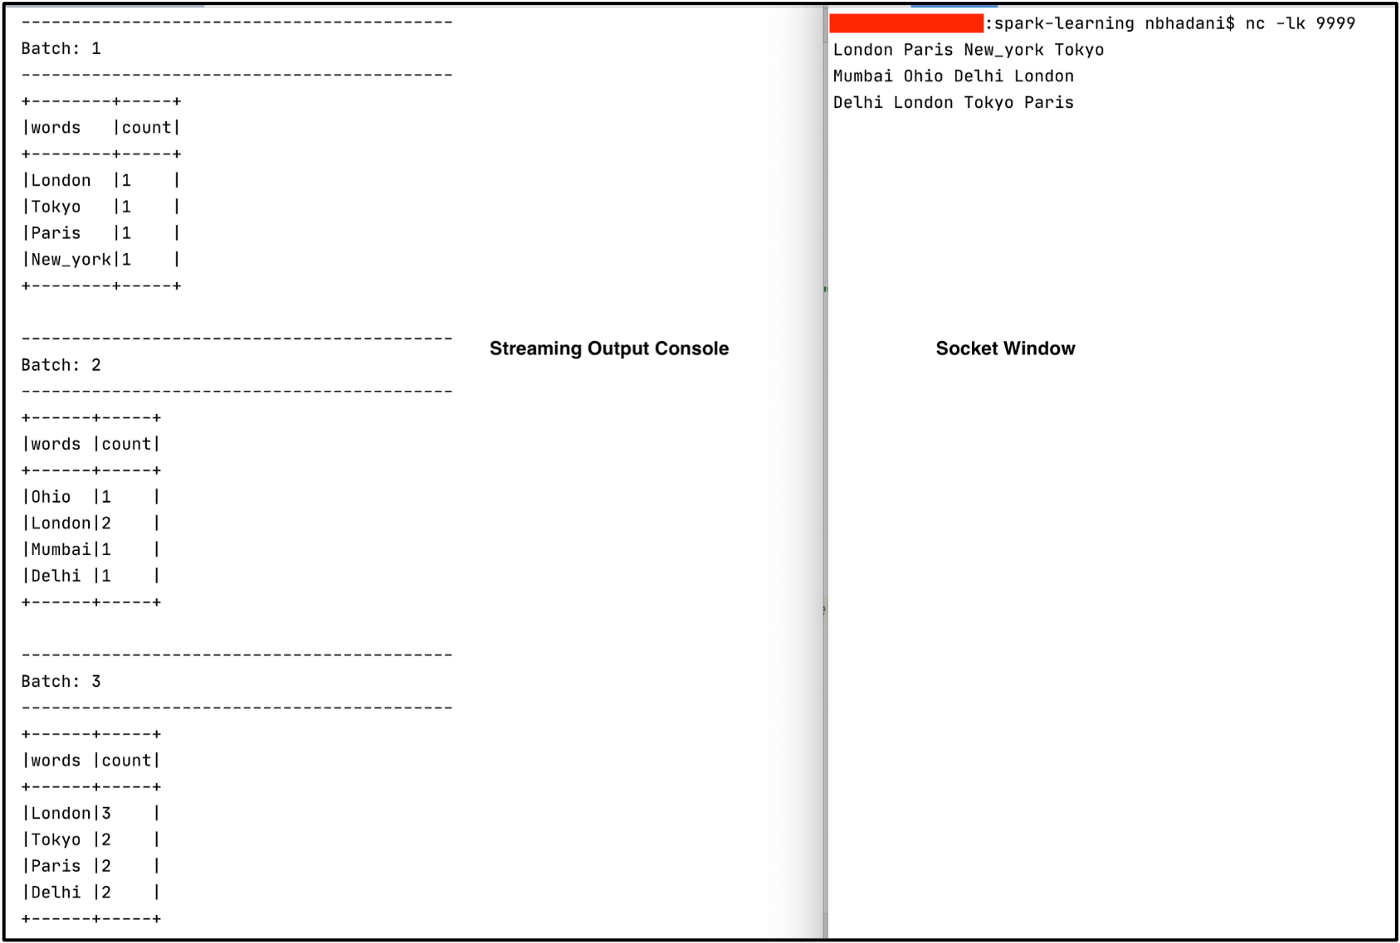 -------------------------------------------
Batch: 1
-------------------------------------------
+--------+-----+
|words   |count|
+--------+-----+
|London  |1    |
|Tokyo   |1    |
|Paris   |1    |
|New_york|1    |
+--------+-----+
-------------------------------------------
Batch: 2
-------------------------------------------
+------+-----+
|words |count|
+------+-----+
|Ohio  |1    |
|London|2    |
|Mumbai|1    |
|Delhi |1    |
+------+-----+
-------------------------------------------
Batch: 3
-------------------------------------------
+------+-----+
|words |count|
+------+-----+
|London|3    |
|Tokyo |2    |
|Paris |2    |
|Delhi |2    |
+------+-----+
Streaming Output Console
:spark-learning nbhadani$ nc -lk 9999
London Paris New_york Tokyo
Mumbai Ohio Delhi London
Delhi London Tokyo Paris
Socket Window